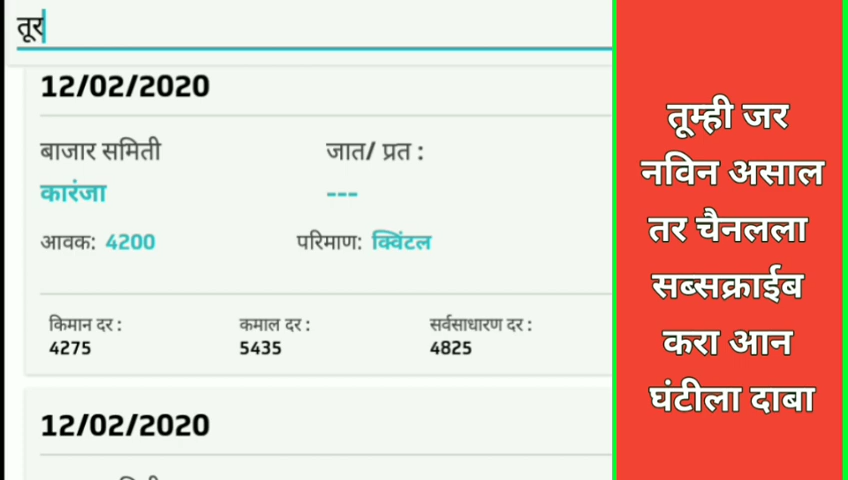 तूर
12/02/2020
बाजार समिती
जात/ प्रत :
कारंजा
---
आवक: 4200
परिमाण: क्विंटल
किमान दर :
कमाल दर :
सर्वसाधारण दर :
4275
5435
4825
12/02/2020
तूम्ही जर
नविन असाल
तर चैनलला
सब्सक्राईब
करा आन
घंटीला दाबा